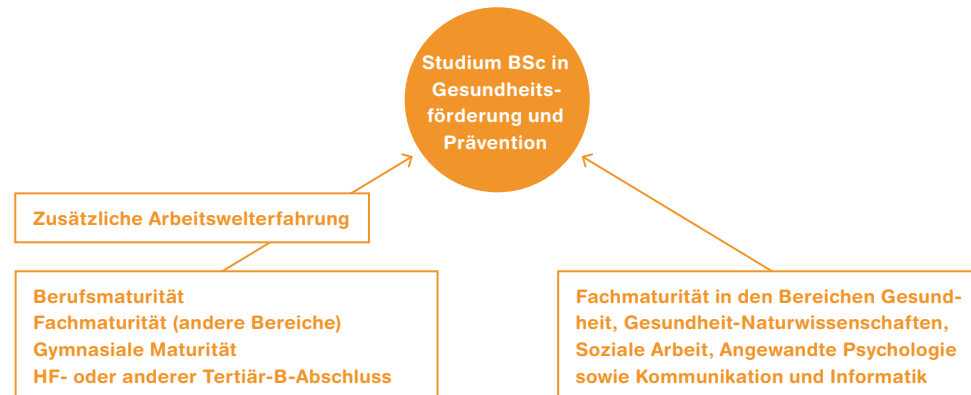 Studium BSc in
Gesundheits-
förderung und
Prävention
Zusätzliche Arbeitswelterfahrung
Berufsmaturität
Fachmaturität (andere Bereiche)
Gymnasiale Maturität
HF- oder anderer Tertiär-B-Abschluss
Fachmaturität in den Bereichen Gesund-
heit, Gesundheit-Naturwissenschaften,
Soziale Arbeit, Angewandte Psychologie
sowie Kommunikation und Informatik